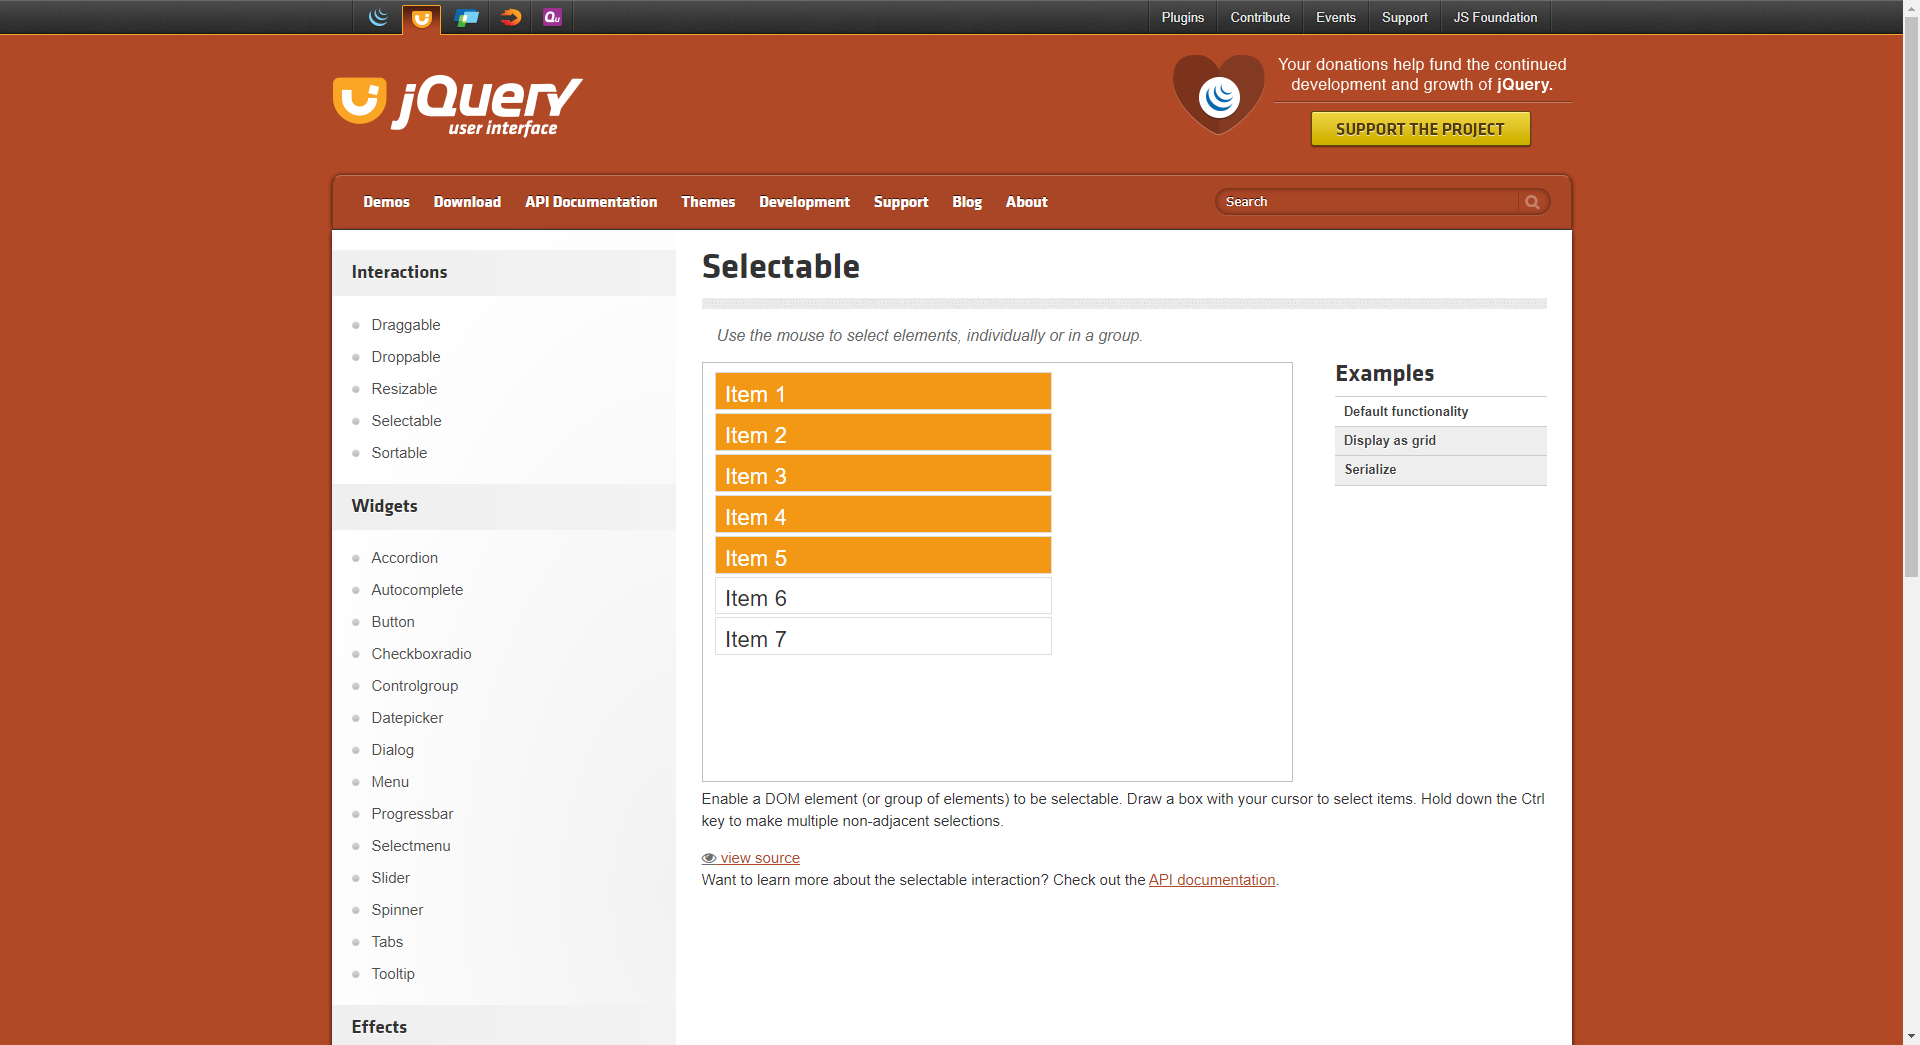 Plugins
Contribute
Events
Support
JS Foundation
Qu
jQuery
user interface
Your donations help fund the continued
development and growth of jQuery.
SUPPORT THE PROJECT
Demos
Download
API Documentation
Themes
Development
Support
Blog
About
Search
Interactions
Draggable
Droppable
Resizable
Selectable
Sortable
Widgets
Accordion
Autocomplete
Button
Checkboxradio
Controlgroup
Datepicker
Dialog
Menu
Progressbar
Selectmenu
Slider
Spinner
Tabs
Tooltip
Effects
Selectable
Use the mouse to select elements, individually or in a group.
Item 1
Item 2
Item 3
Item 4
Item 5
Item 6
Item 7
Examples
Default functionality
Display as grid
Serialize
Enable a DOM element (or group of elements) to be selectable. Draw a box with your cursor to select items. Hold down the Ctrl
key to make multiple non-adjacent selections.
view source
Want to learn more about the selectable interaction? Check out the API documentation.